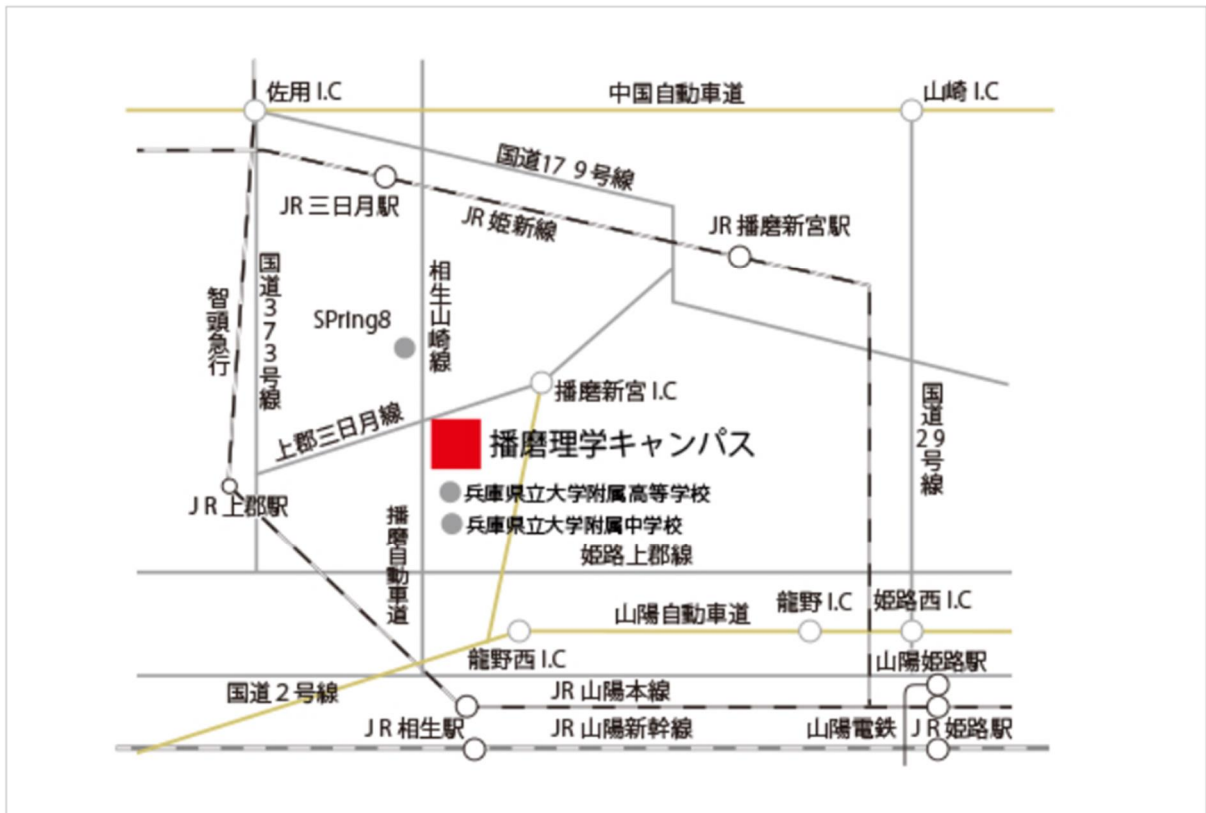 佐用 I.C
中国自動車道
山崎 I.C
国道17 9号線
JR 三日月駅
JR 姫新線
JR 播磨新宮駅
智頭急行
国道373号線
相生山崎線
SPring8
播磨新宮 I.C
上郡三日月線
播磨理学キャンパス
国道29号線
兵庫県立大学附属高等学校
JR 上郡駅
兵庫県立大学附属中学校
播磨自動車道
姫路上郡線
山陽自動車道
龍野 I.C
姫路西 I.C
龍野西 I.C
山陽姫路駅
国道2号線
JR 山陽本線
JR 相生駅
JR 山陽新幹線
山陽電鉄
JR 姫路駅